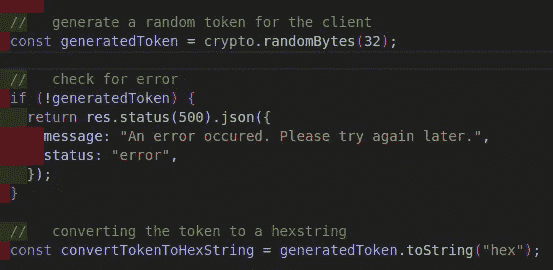 //   generate a random token for the client
const generatedToken = crypto.randomBytes(32);
//   check for error
if (!generatedToken) {
return res.status(500).json({
message: "An error occured. Please try again later.",
status: "error",
});
}
//   converting the token to a hexstring
const convertTokenToHexString = generatedToken.toString("hex");